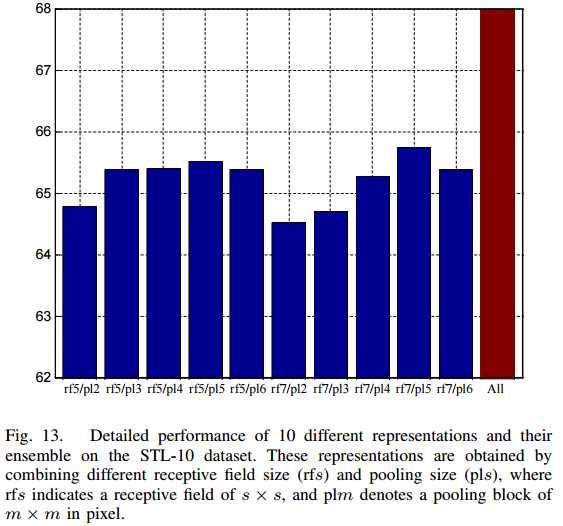 68
67
66
65
64
63
62
rf5/pl2 rf5/pl3 rf5/pl4 rf5/pl5 rf5/pl6 rf7/pl2 rf7/pl3 rf7/pl4 rf7/pl5 rf7/pl6 All
Fig. 13. Detailed performance of 10 different representations and their
ensemble on the STL-10 dataset. These representations are obtained by
combining different receptive field size (rfs) and pooling size (pls), where
rfs indicates a receptive field of s × s, and plm denotes a pooling block of
m × m in pixel.